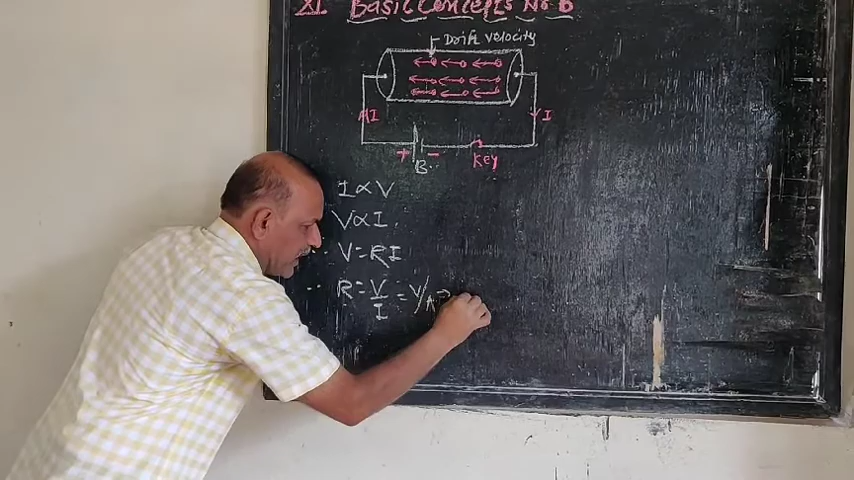 XI Basic Concepts No 6
Drift velocity
I I
+ B -
Key
I ∝ V
V ∝ I
V = RI
∴ R = V/I = V/A →